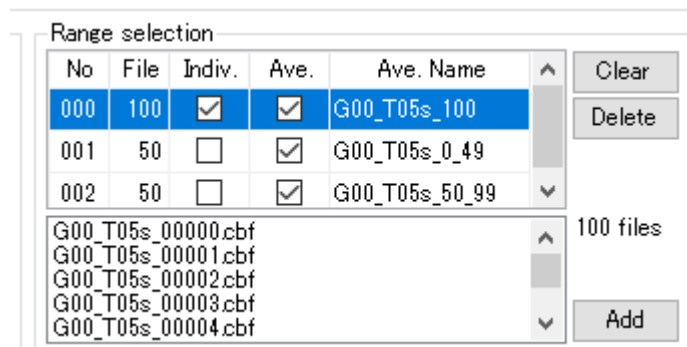 Range selection
No File Indiv. Ave. Ave. Name
000 100 G00_T05s_100
001 50 G00_T05s_0_49
002 50 G00_T05s_50_99
Clear
Delete
G00_T05s_00000.cbf
G00_T05s_00001.cbf
G00_T05s_00002.cbf
G00_T05s_00003.cbf
G00_T05s_00004.cbf
100 files
Add